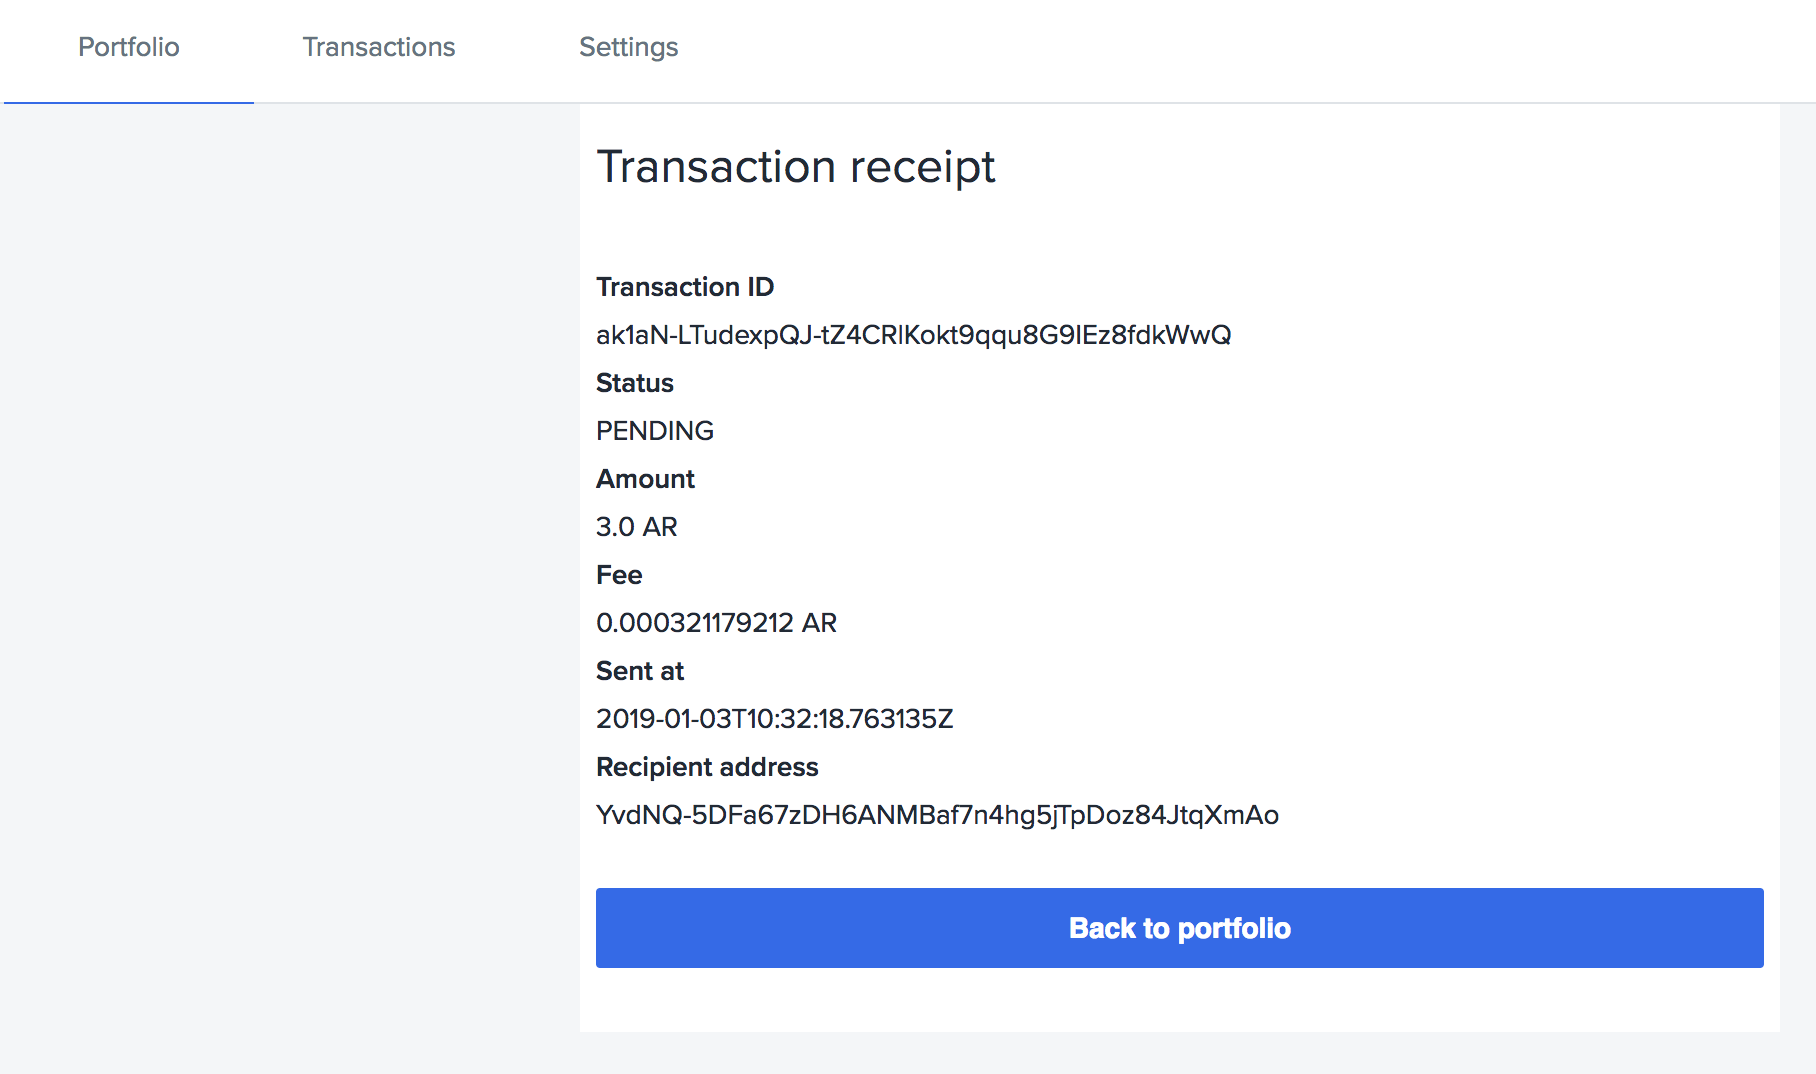 Portfolio Transactions Settings
Transaction receipt
Transaction ID
ak1aN-LTudexpQJ-tZ4CRlKokt9qqu8G9IEz8fdkWwQ
Status
PENDING
Amount
3.0 AR
Fee
0.000321179212 AR
Sent at
2019-01-03T10:32:18.763135Z
Recipient address
YvdNQ-5DFa67zDH6ANMBaf7n4hg5jTpDoz84JtqXmAo
Back to portfolio